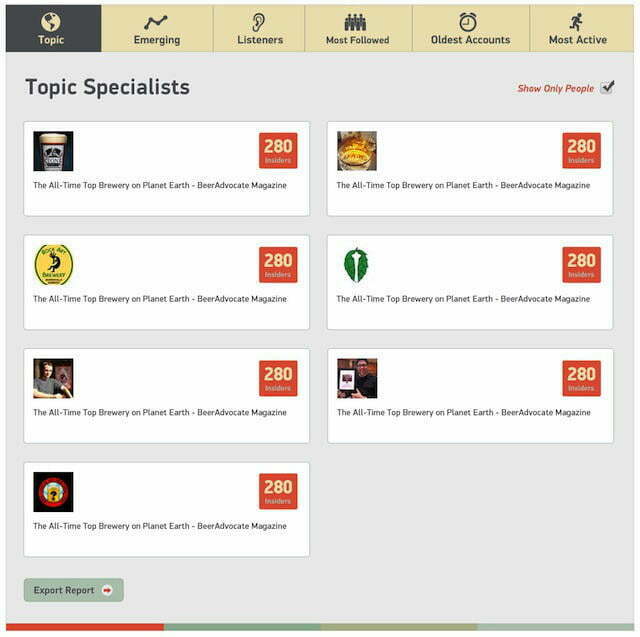 Topic
Emerging
Listeners
Most Followed
Oldest Accounts
Most Active
Topic Specialists
Show Only People
280
Insiders
The All-Time Top Brewery on Planet Earth - BeerAdvocate Magazine
280
Insiders
The All-Time Top Brewery on Planet Earth - BeerAdvocate Magazine
ROCK ART
BREWERY
280
Insiders
The All-Time Top Brewery on Planet Earth - BeerAdvocate Magazine
280
Insiders
The All-Time Top Brewery on Planet Earth - BeerAdvocate Magazine
280
Insiders
The All-Time Top Brewery on Planet Earth - BeerAdvocate Magazine
280
Insiders
The All-Time Top Brewery on Planet Earth - BeerAdvocate Magazine
?
280
Insiders
The All-Time Top Brewery on Planet Earth - BeerAdvocate Magazine
Export Report